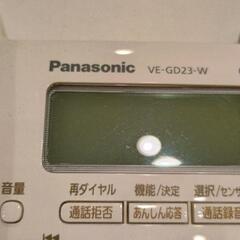 Panasonic VE-GD23-W
音量 再ダイヤル 機能/決定 選択/センサ
通話拒否 あんしん応答 通話録音